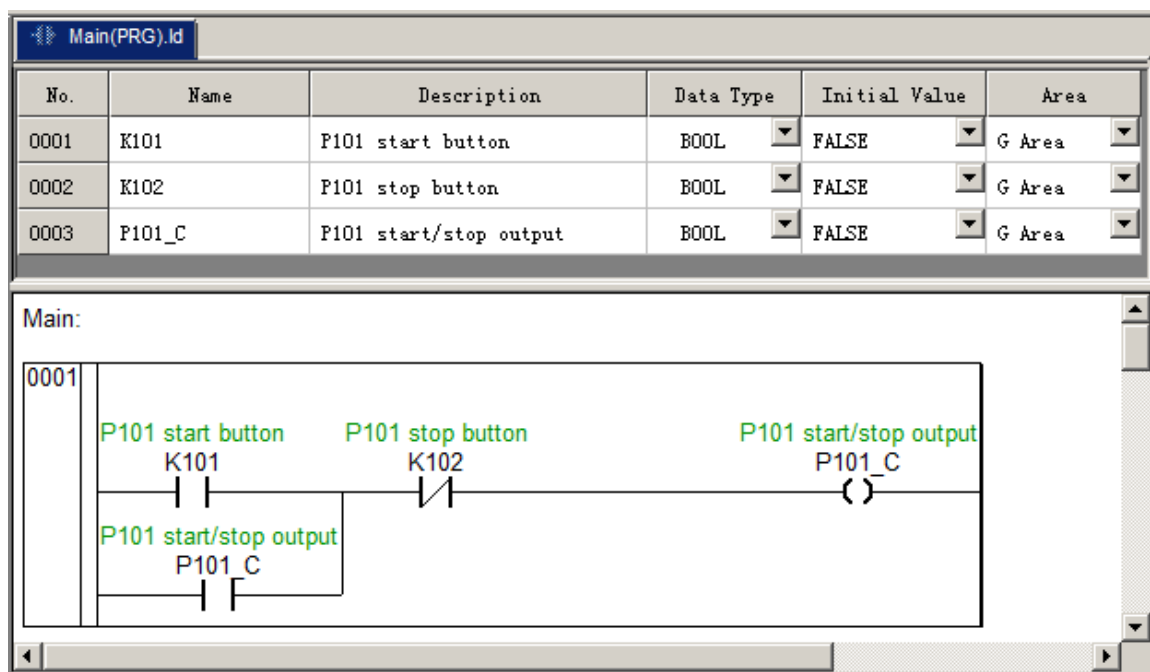 Main(PRG).ld
No. Name Description Data Type Initial Value Area
0001 K101 P101 start button BOOL FALSE G Area
0002 K102 P101 stop button BOOL FALSE G Area
0003 P101_C P101 start/stop output BOOL FALSE G Area
Main:
0001
P101 start button P101 stop button P101 start/stop output
K101 K102 P101_C
P101 start/stop output
P101_C